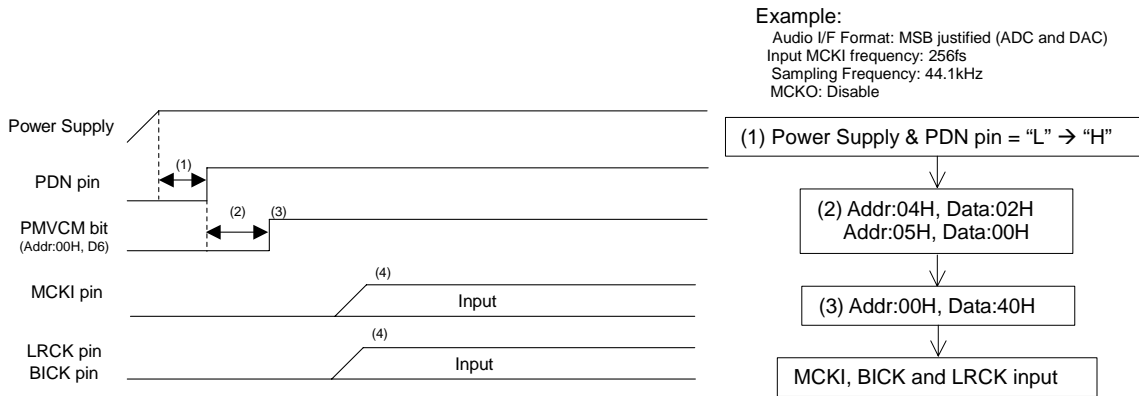 Example:
Audio I/F Format: MSB justified (ADC and DAC)
Input MCKI frequency: 256fs
Sampling Frequency: 44.1kHz
MCKO: Disable
Power Supply
(1)
PDN pin
(2)
(3)
PMVCM bit
(Addr:00H, D6)
(4)
MCKI pin
Input
(4)
LRCK pin
BICK pin
Input
(1) Power Supply & PDN pin = “L” → “H”
(2) Addr:04H, Data:02H
Addr:05H, Data:00H
(3) Addr:00H, Data:40H
MCKI, BICK and LRCK input